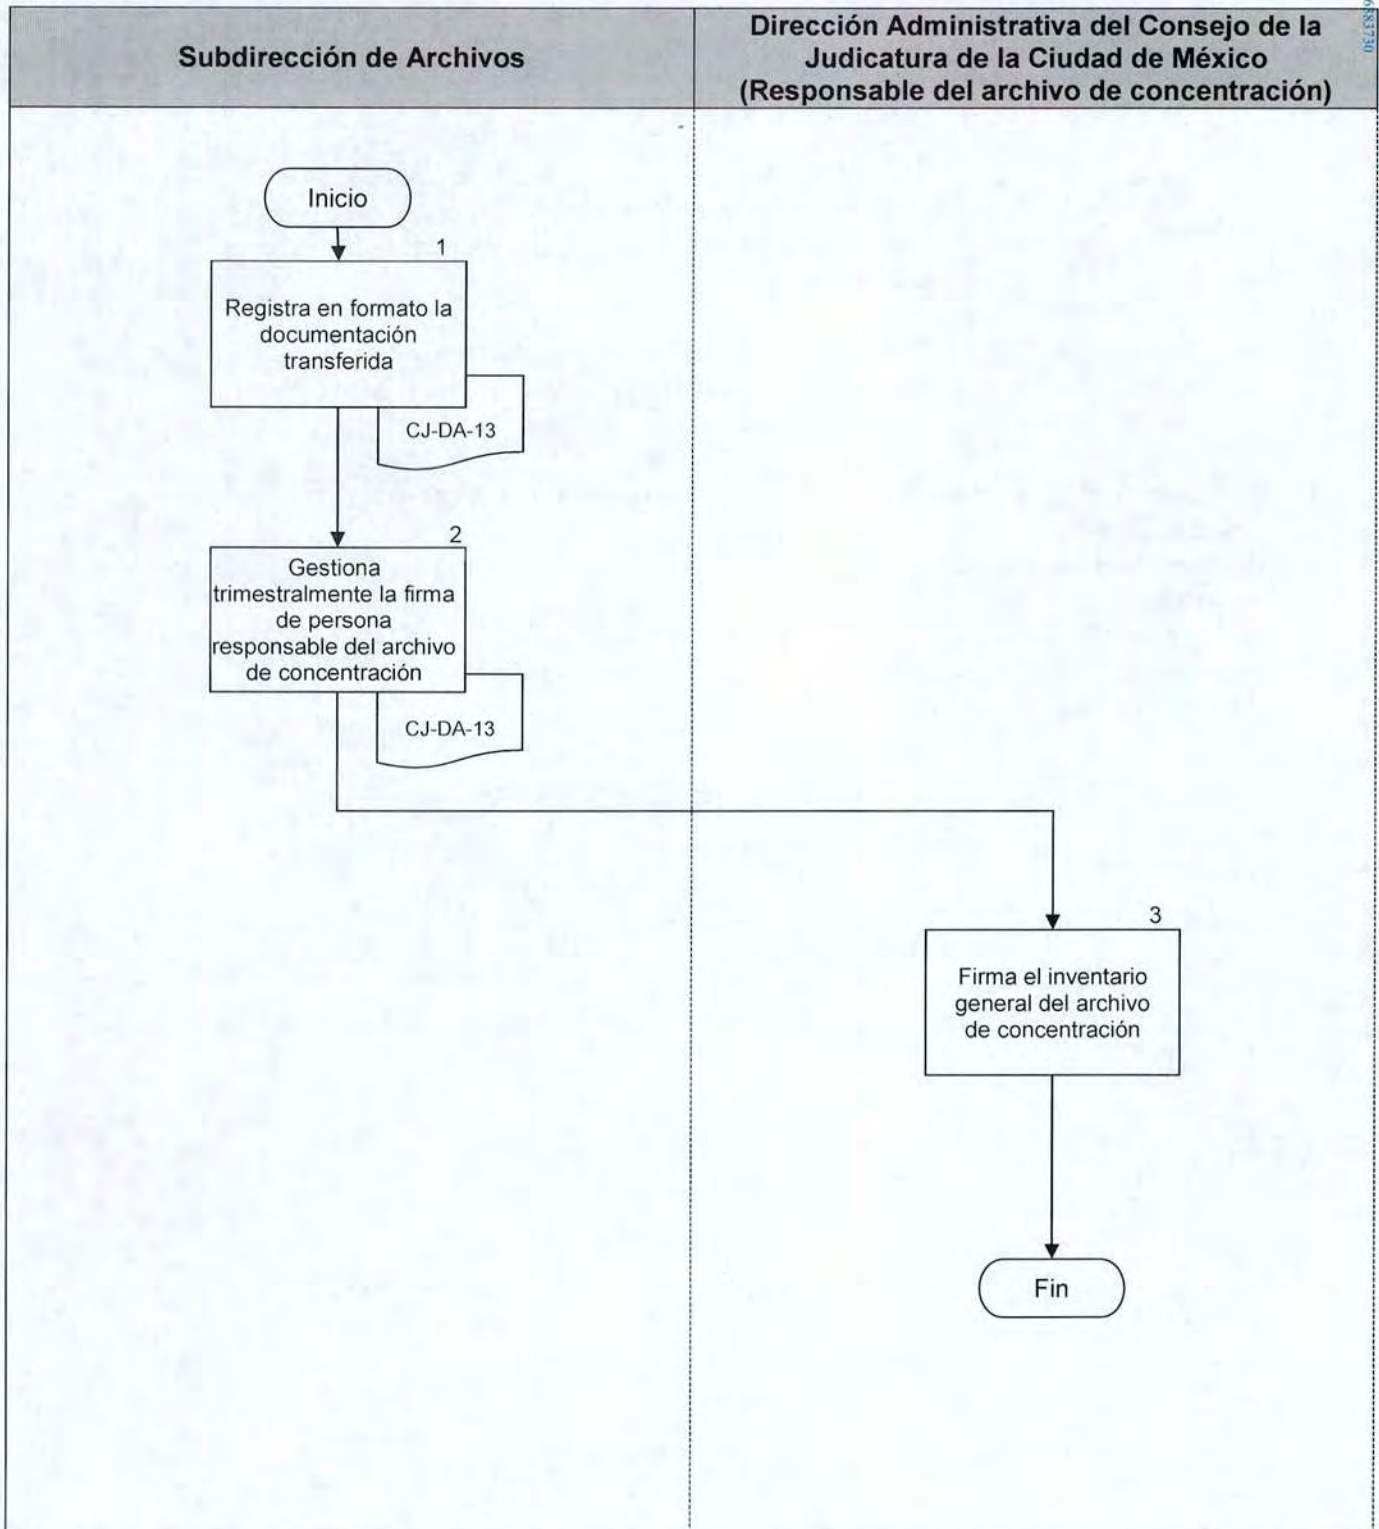 Subdirección de Archivos
Dirección Administrativa del Consejo de la
Judicatura de la Ciudad de México
(Responsable del archivo de concentración)
Inicio
1
Registra en formato la
documentación
transferida
CJ-DA-13
2
Gestiona
trimestralmente la firma
de persona
responsable del archivo
de concentración
CJ-DA-13
3
Firma el inventario
general del archivo
de concentración
Fin